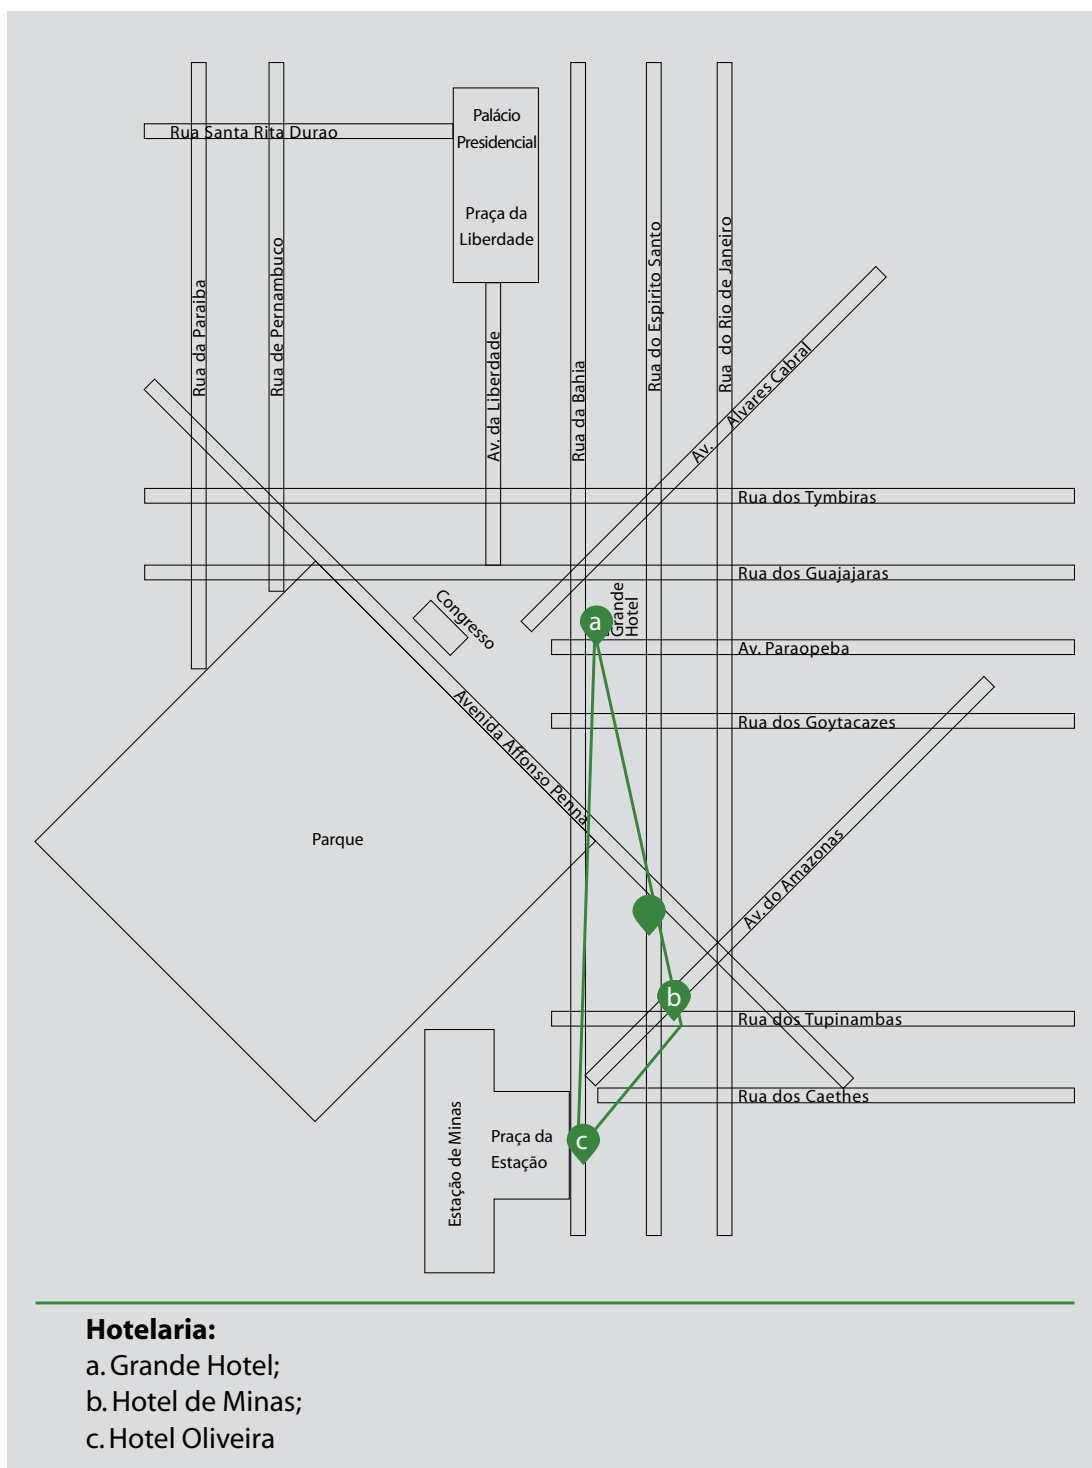 Palácio
Presidencial
Rua Santa Rita Durao
Praça da
Liberdade
Rua da Paraiba
Rua de Pernambuco
Av. da Liberdade
Rua da Bahia
Rua do Espirito Santo
Rua do Rio de Janeiro
Av. Alvares Cabral
Rua dos Tymbiras
Rua dos Guajajaras
Congresso
a
Grande
Hotel
Av. Paraopeba
Avenida Affonso Penna
Rua dos Goytacazes
Parque
Av. do Amazonas
b
Rua dos Tupinambas
Rua dos Caethes
Estação de Minas
Praça da
Estação
c
Hotelaria:
a. Grande Hotel;
b. Hotel de Minas;
c. Hotel Oliveira